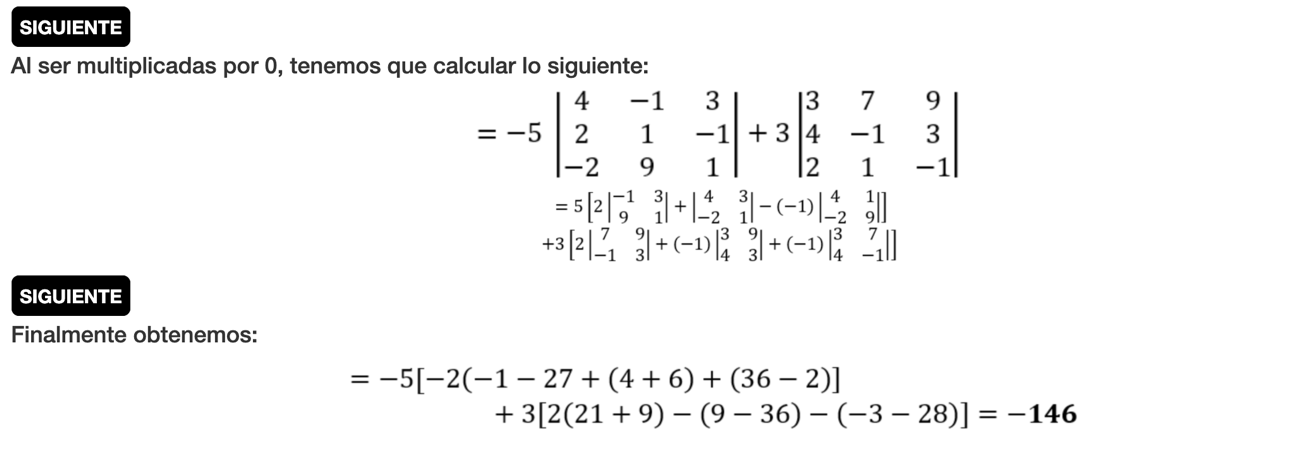 SIGUIENTE
Al ser multiplicadas por 0, tenemos que calcular lo siguiente:
= −5 |4 −1 3; 2 1 −1; −2 9 1| + 3 |3 7 9; 4 −1 3; 2 1 −1|
= 5 [2 |−1 3; 9 1| + |4 3; −2 1| − (−1) |4 1; −2 9|]
+3 [2 |7 9; −1 3| + (−1) |3 9; 4 3| + (−1) |3 7; 4 −1|]
SIGUIENTE
Finalmente obtenemos:
= −5[−2(−1 − 27 + (4 + 6) + (36 − 2)]
+ 3[2(21 + 9) − (9 − 36) − (−3 − 28)] = −146